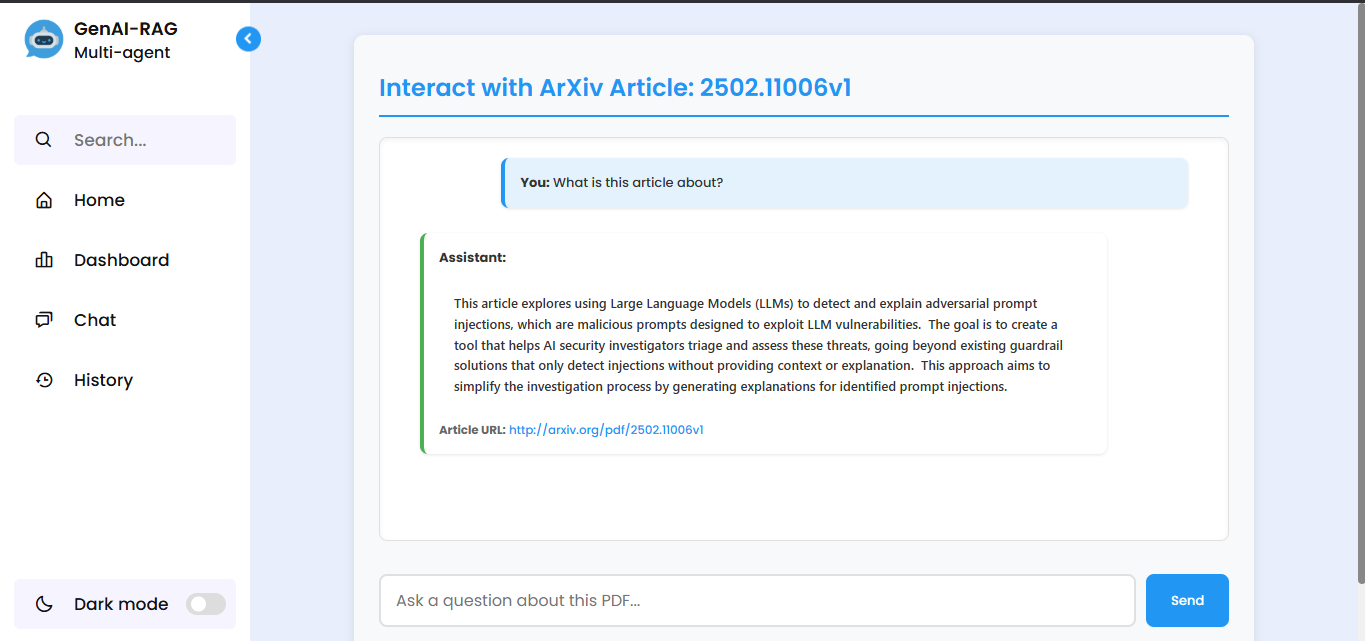 GenAI-RAG
Multi-agent
Search...
Home
Dashboard
Chat
History
Dark mode
Interact with ArXiv Article: 2502.11006v1
You: What is this article about?
Assistant:
This article explores using Large Language Models (LLMs) to detect and explain adversarial prompt
injections, which are malicious prompts designed to exploit LLM vulnerabilities.  The goal is to create a
tool that helps AI security investigators triage and assess these threats, going beyond existing guardrail
solutions that only detect injections without providing context or explanation.  This approach aims to
simplify the investigation process by generating explanations for identified prompt injections.
Article URL: http://arxiv.org/pdf/2502.11006v1
Ask a question about this PDF...
Send